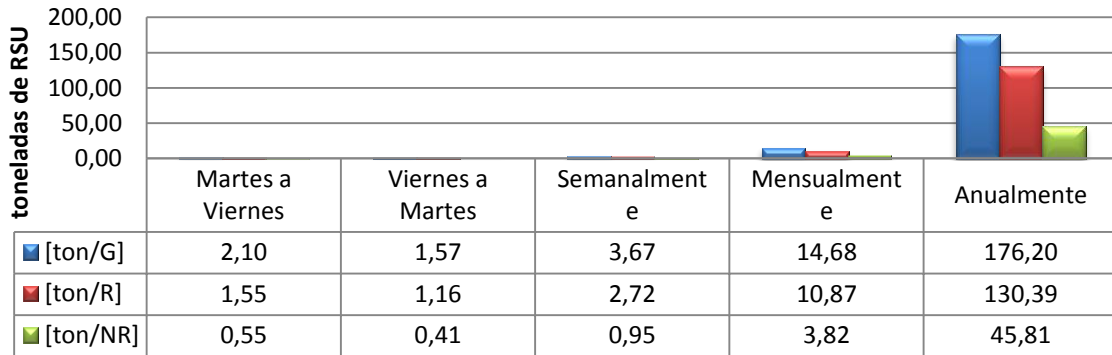 toneladas de RSU
200,00
150,00
100,00
50,00
0,00
Martes a
Viernes
Viernes a
Martes
Semanalment
e
Mensualment
e
Anualmente
[ton/G] 2,10 1,57 3,67 14,68 176,20
[ton/R] 1,55 1,16 2,72 10,87 130,39
[ton/NR] 0,55 0,41 0,95 3,82 45,81